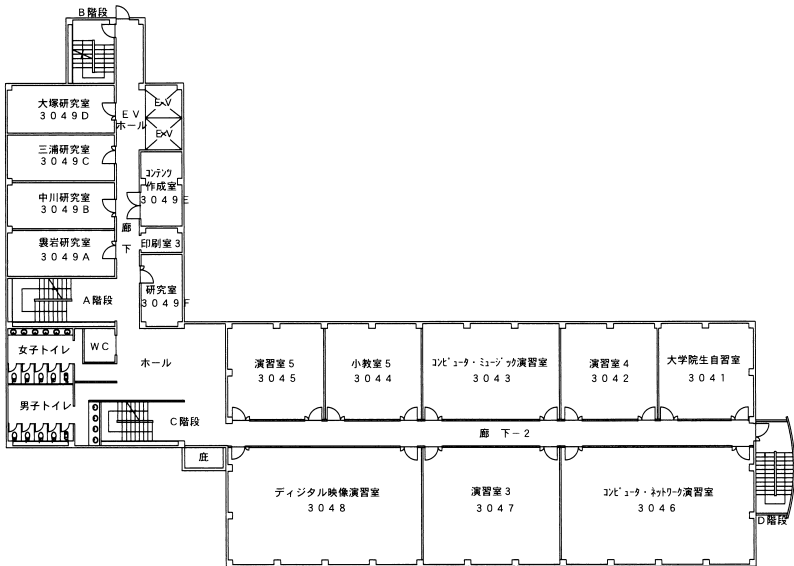 B階段
大塚研究室
3049D
EV
ホール
EV
EV
三浦研究室
3049C
コンテンツ
作成室
3049E
中川研究室
3049B
廊
下
印刷室3
裊岩研究室
3049A
研究室
3049F
A階段
女子トイレ
WC
ホール
演習室5
3045
小教室5
3044
コンピュータ・ミュージック演習室
3043
演習室4
3042
大学院生自習室
3041
男子トイレ
C階段
廊 下-2
庇
ディジタル映像演習室
3048
演習室3
3047
コンピュータ・ネットワーク演習室
3046
D階段